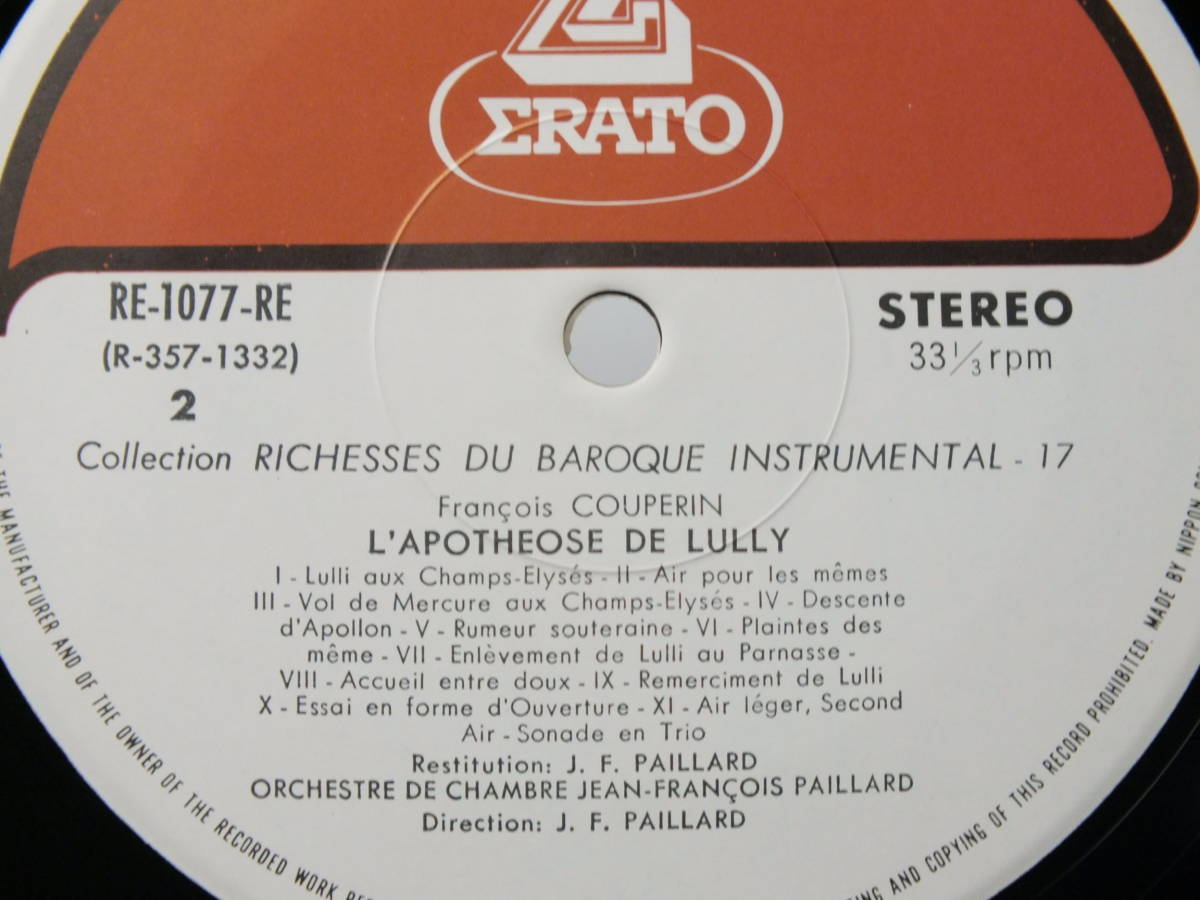 ΣRATO
RE-1077-RE
(R-357-1332)
2
STEREO
33 1/3 rpm
Collection RICHESSES DU BAROQUE INSTRUMENTAL - 17
François COUPERIN
L'APOTHEOSE DE LULLY
I - Lulli aux Champs-Elysés - II - Air pour les mêmes
III - Vol de Mercure aux Champs-Elysés - IV - Descente
d'Apollon - V - Rumeur souteraine - VI - Plaintes des
même - VII - Enlèvement de Lulli au Parnasse -
VIII - Accueil entre doux - IX - Remerciment de Lulli
X - Essai en forme d'Ouverture - XI - Air léger, Second
Air - Sonade en Trio
Restitution: J. F. PAILLARD
ORCHESTRE DE CHAMBRE JEAN-FRANÇOIS PAILLARD
Direction: J. F. PAILLARD
THE MANUFACTURER AND OF THE OWNER OF THE RECORDED WORK
AND COPYING OF THIS RECORD PROHIBITED. MADE BY NIPPON